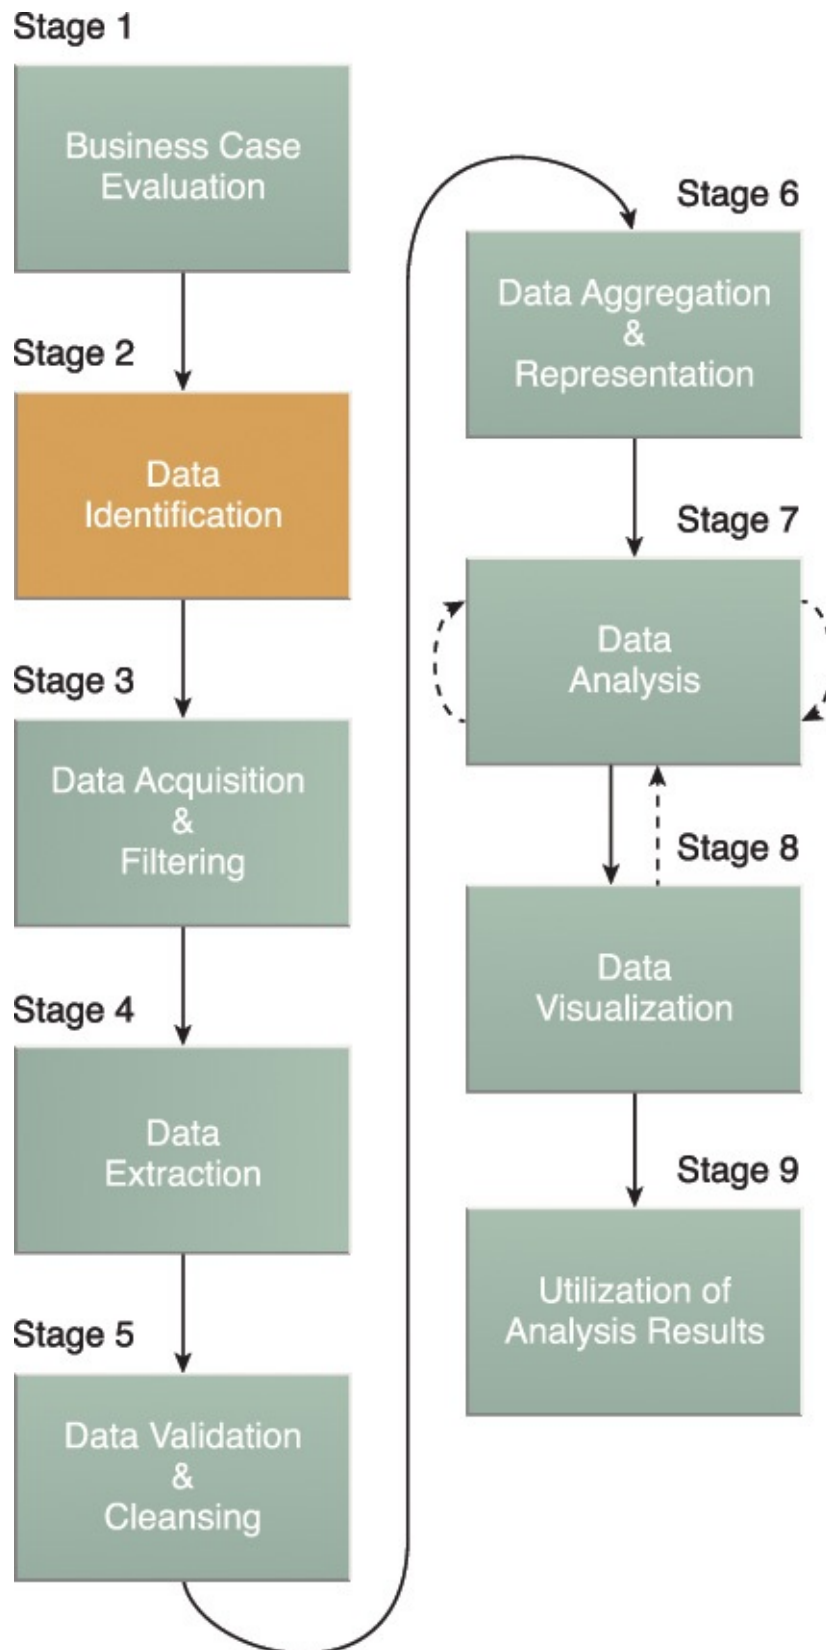 Stage 1
Business Case
Evaluation
Stage 2
Data
Identification
Stage 3
Data Acquisition
&
Filtering
Stage 4
Data
Extraction
Stage 5
Data Validation
&
Cleansing
Stage 6
Data Aggregation
&
Representation
Stage 7
Data
Analysis
Stage 8
Data
Visualization
Stage 9
Utilization of
Analysis Results